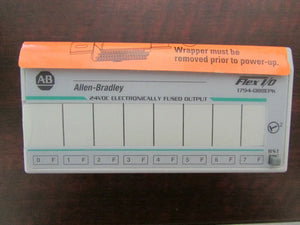 Wrapper must be
removed prior to power-up.
AB
Allen-Bradley
Flex I/O
1794-OB8EPK
24VDC ELECTRONICALLY FUSED OUTPUT
2
0 F 1 F 2 F 3 F 4 F 5 F 6 F 7 F